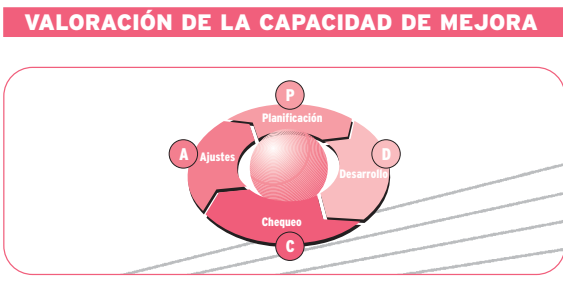 VALORACIÓN DE LA CAPACIDAD DE MEJORA
P
Planificación
A
Ajustes
D
Desarrollo
Chequeo
C